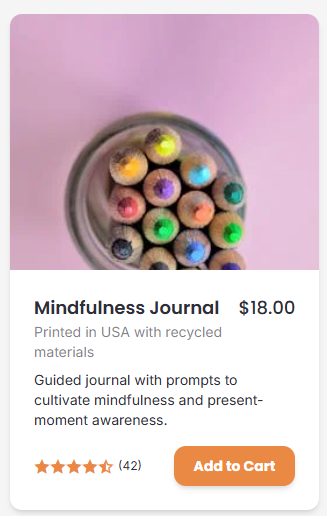 Mindfulness Journal $18.00
Printed in USA with recycled
materials
Guided journal with prompts to
cultivate mindfulness and present-
moment awareness.
(42) Add to Cart